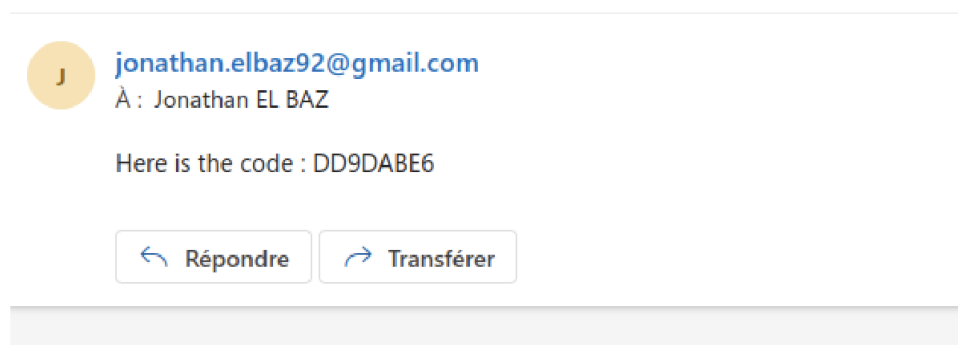 J
jonathan.elbaz92@gmail.com
À : Jonathan EL BAZ
Here is the code : DD9DABE6
Répondre
Transférer